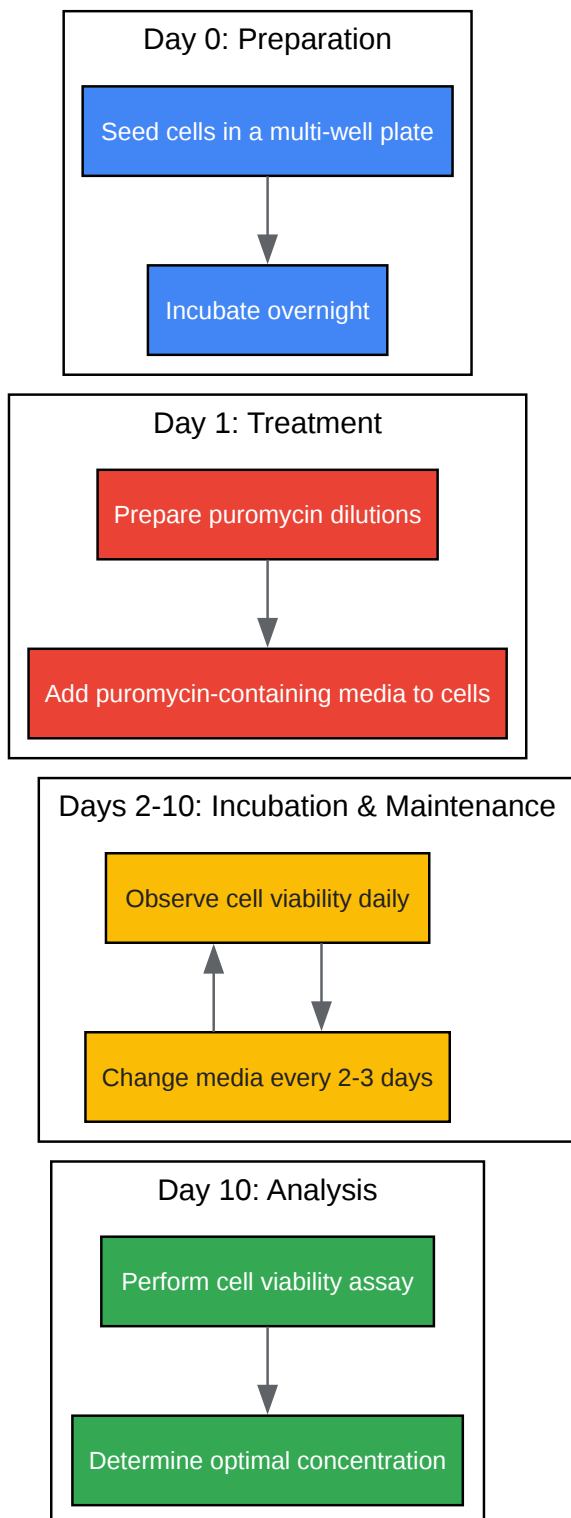 Day 0: Preparation
Seed cells in a multi-well plate
Incubate overnight
Day 1: Treatment
Prepare puromycin dilutions
Add puromycin-containing media to cells
Days 2-10: Incubation & Maintenance
Observe cell viability daily
Change media every 2-3 days
Day 10: Analysis
Perform cell viability assay
Determine optimal concentration